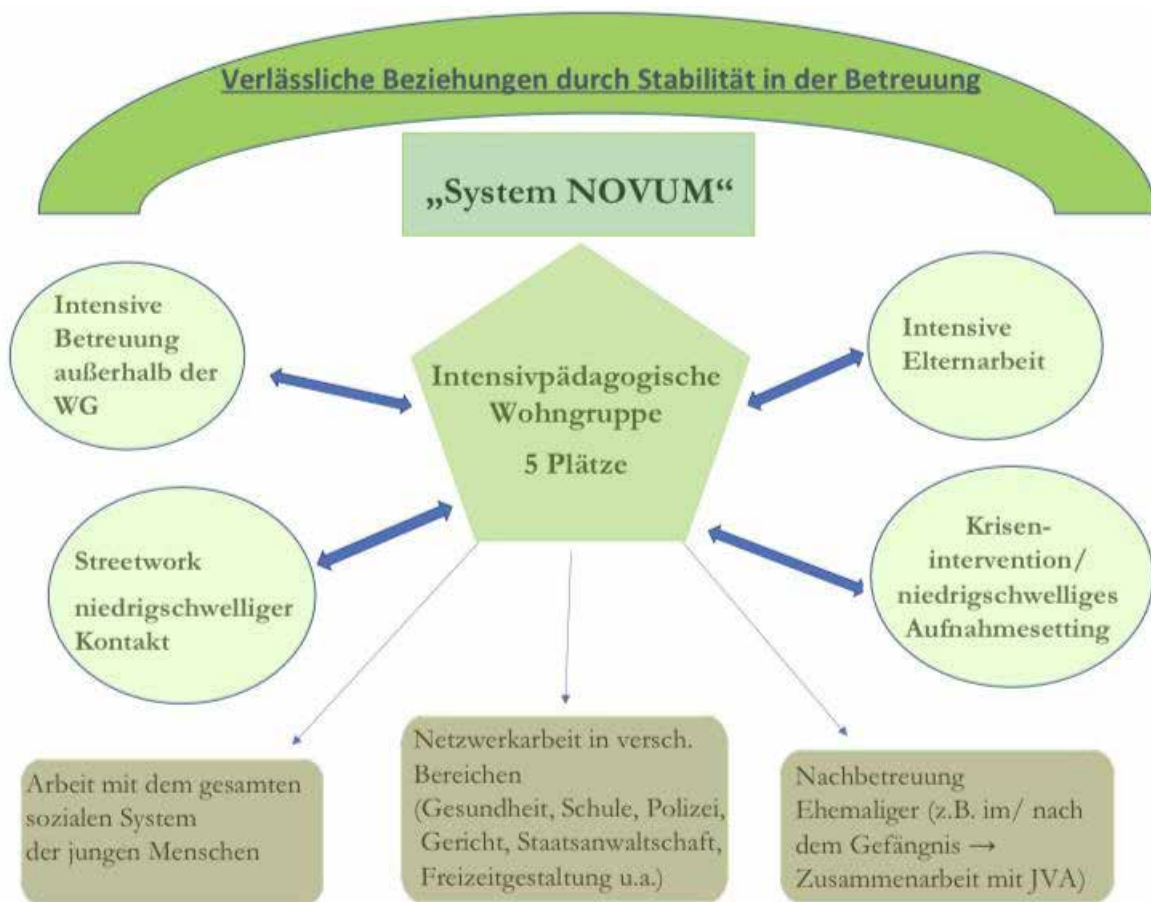 Verlässliche Beziehungen durch Stabilität in der Betreuung
„System NOVUM“
Intensive
Betreuung
außerhalb der
WG
Intensivpädagogische
Wohngruppe
5 Plätze
Intensive
Elternarbeit
Streetwork
niedrigschwelliger
Kontakt
Krisen-
intervention/
niedrigschwelliges
Aufnahmesetting
Arbeit mit dem gesamten
sozialen System
der jungen Menschen
Netzwerkarbeit in versch.
Bereichen
(Gesundheit, Schule, Polizei,
Gericht, Staatsanwaltschaft,
Freizeitgestaltung u.a.)
Nachbetreuung
Ehemaliger (z.B. im/ nach
dem Gefängnis →
Zusammenarbeit mit JVA)